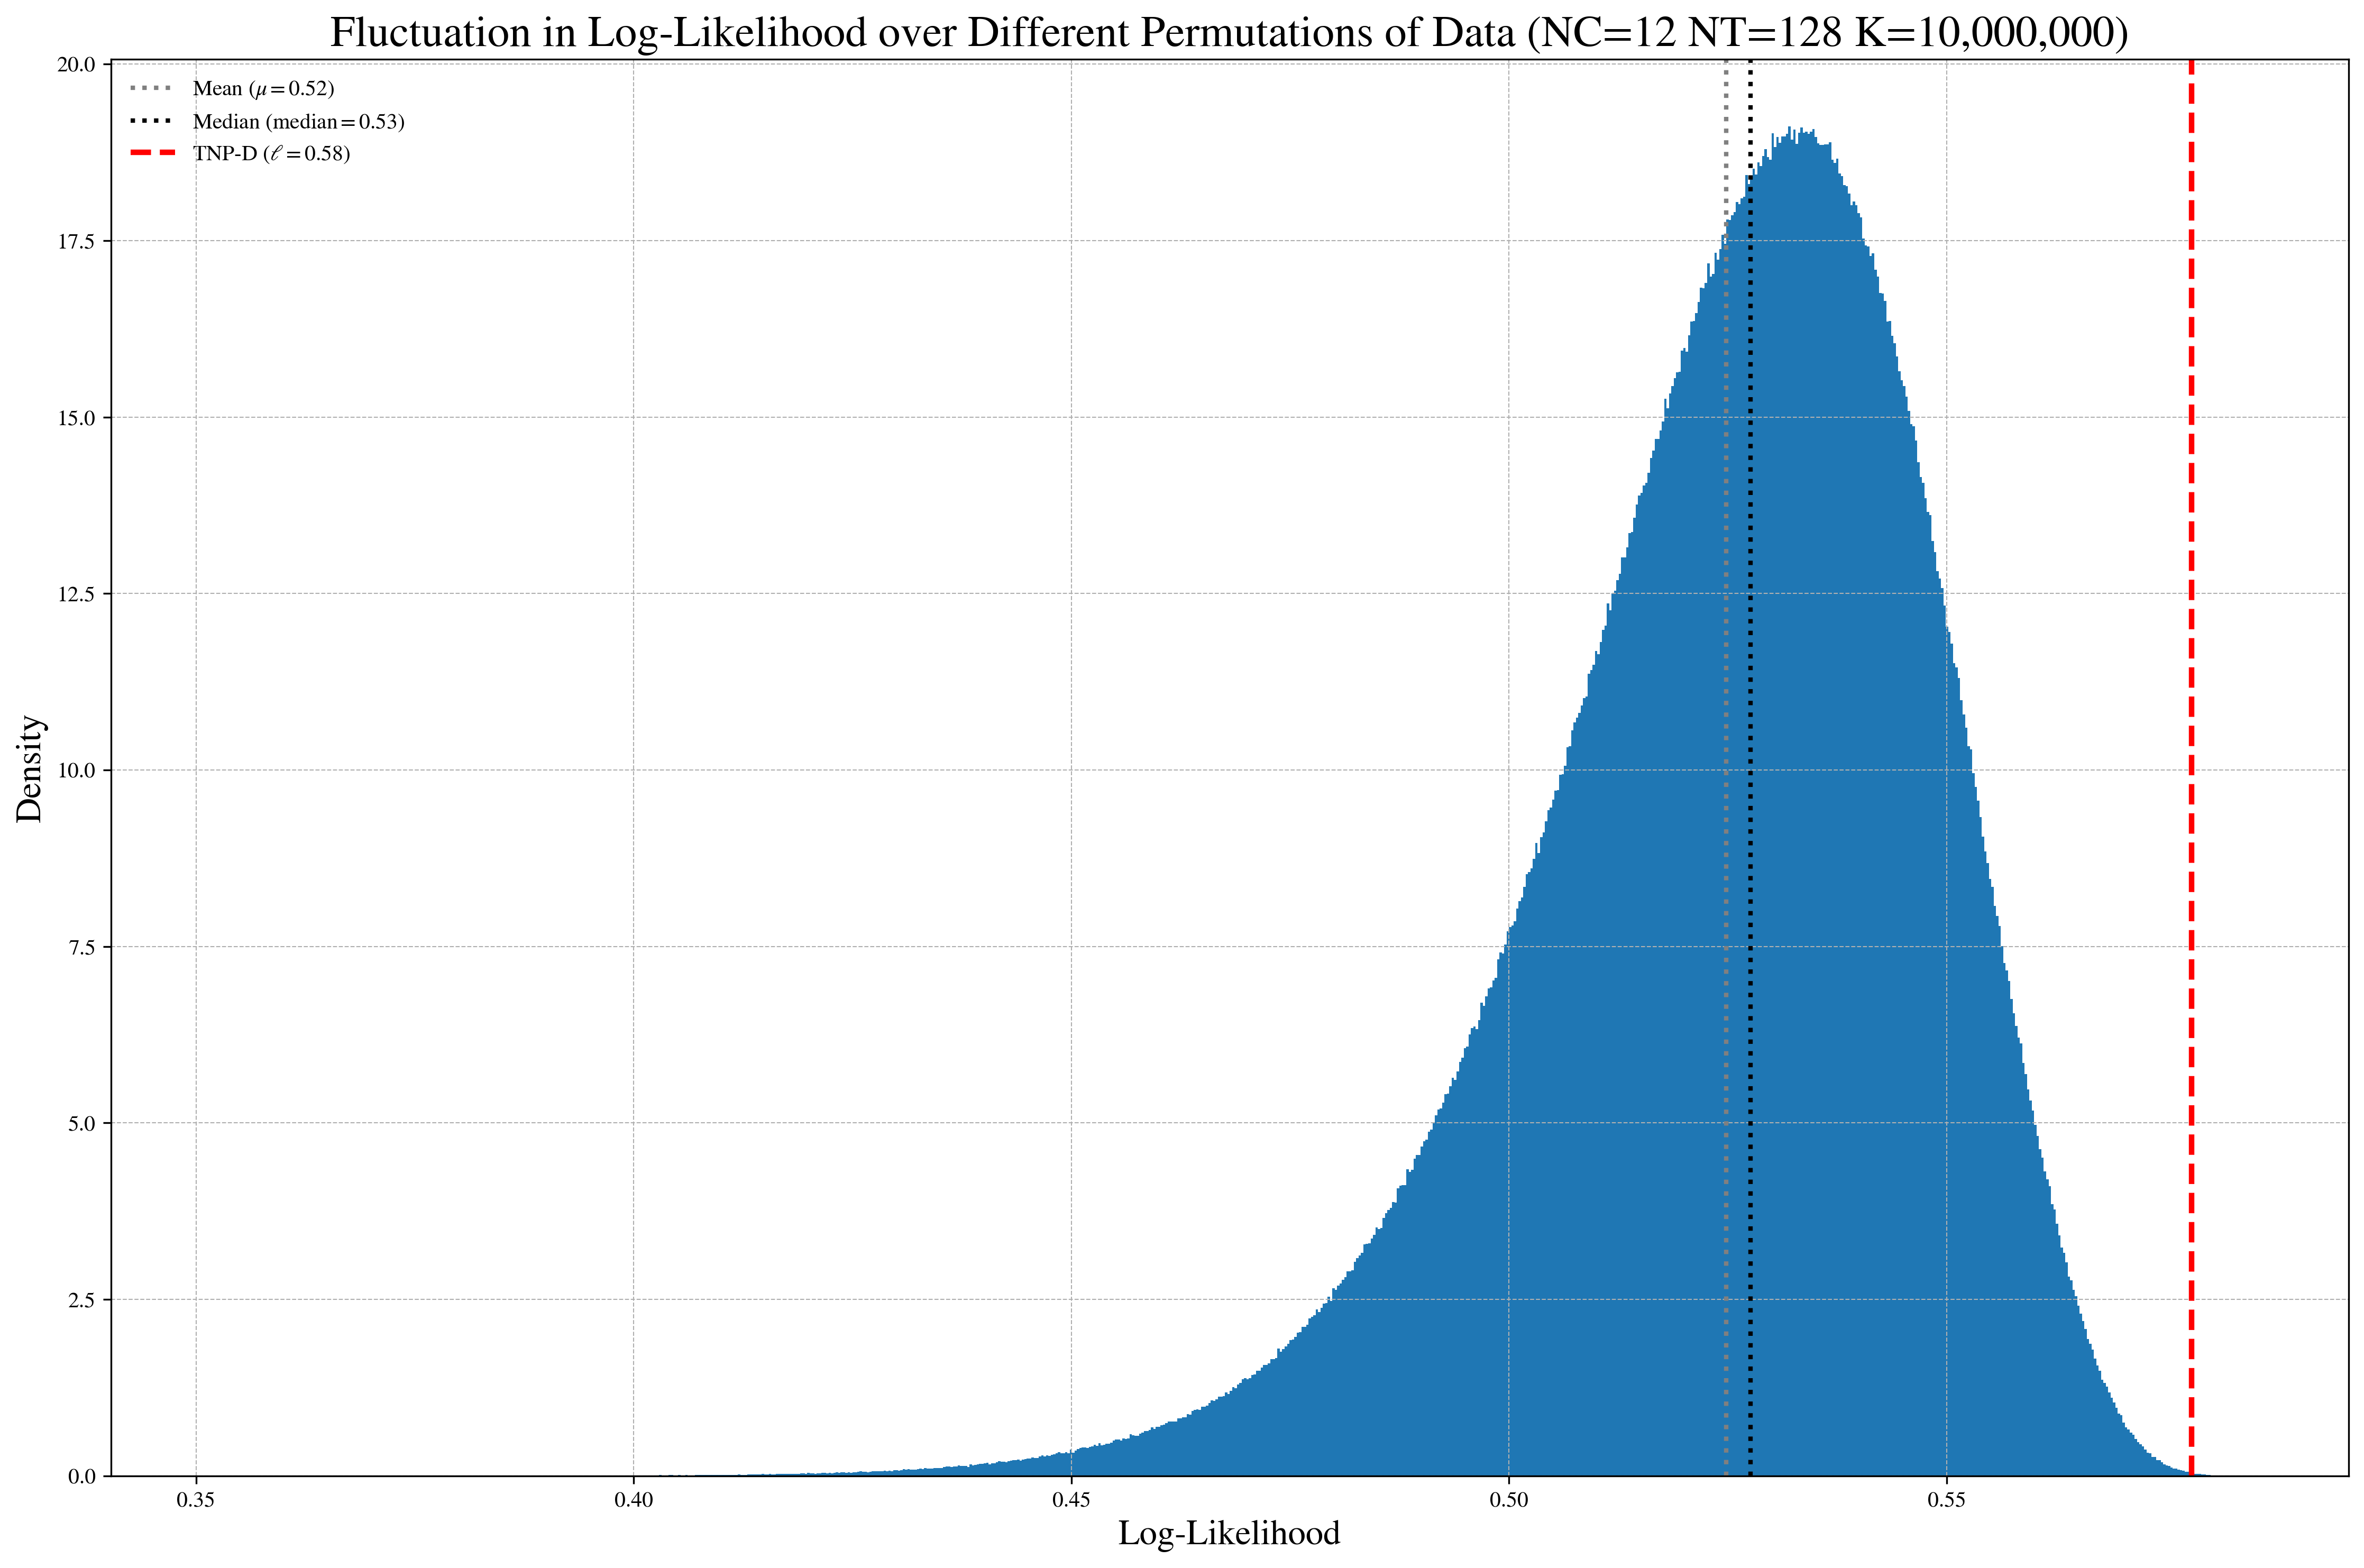 Fluctuation in Log-Likelihood over Different Permutations of Data (NC=12 NT=128 K=10,000,000)
Mean (μ = 0.52)
Median (median = 0.53)
TNP-D (ℓ = 0.58)
20.0
17.5
15.0
12.5
10.0
7.5
5.0
2.5
0.0
Density
0.35 0.40 0.45 0.50 0.55
Log-Likelihood